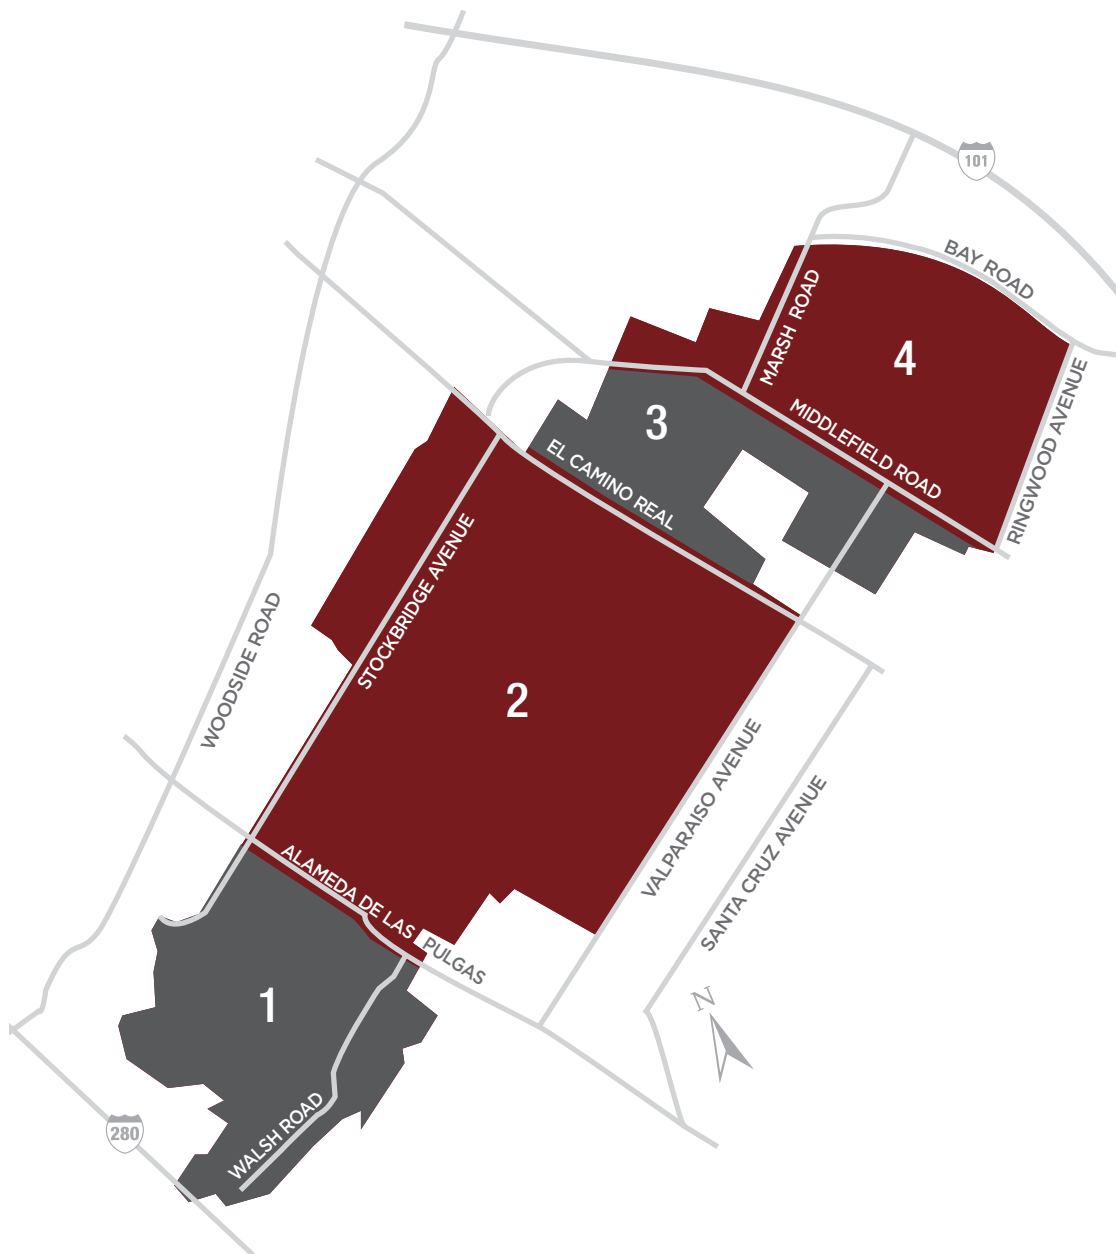 101
BAY ROAD
MARSH ROAD
4
RINGWOOD AVENUE
3
MIDDLEFIELD ROAD
EL CAMINO REAL
STOCKBRIDGE AVENUE
WOODSIDE ROAD
2
VALPARAISO AVENUE
SANTA CRUZ AVENUE
ALAMEDA DE LAS PULGAS
N
1
WALSH ROAD
280